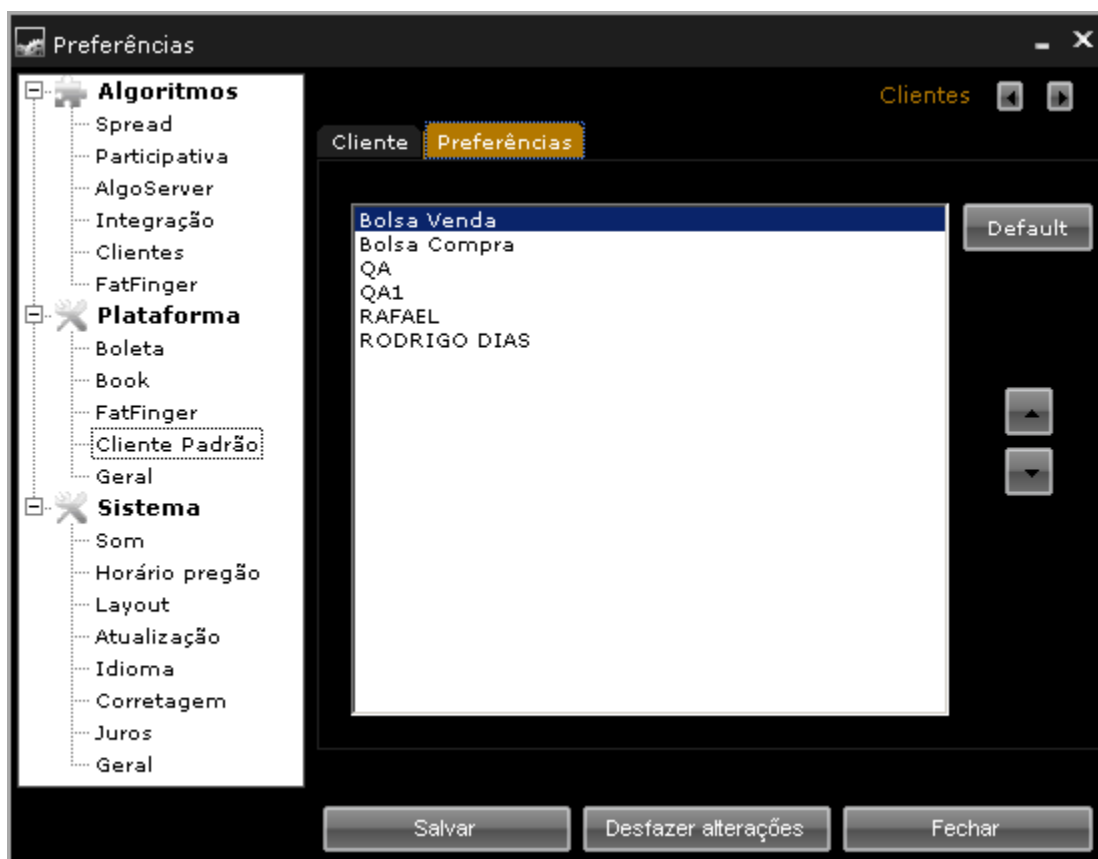 Preferências
Algoritmos
Spread
Participativa
AlgoServer
Integração
Clientes
FatFinger
Plataforma
Boleta
Book
FatFinger
Cliente Padrão
Geral
Sistema
Som
Horário pregão
Layout
Atualização
Idioma
Corretagem
Juros
Geral
Clientes
Cliente Preferências
Bolsa Venda
Bolsa Compra
QA
QA1
RAFAEL
RODRIGO DIAS
Default
Salvar Desfazer alterações Fechar